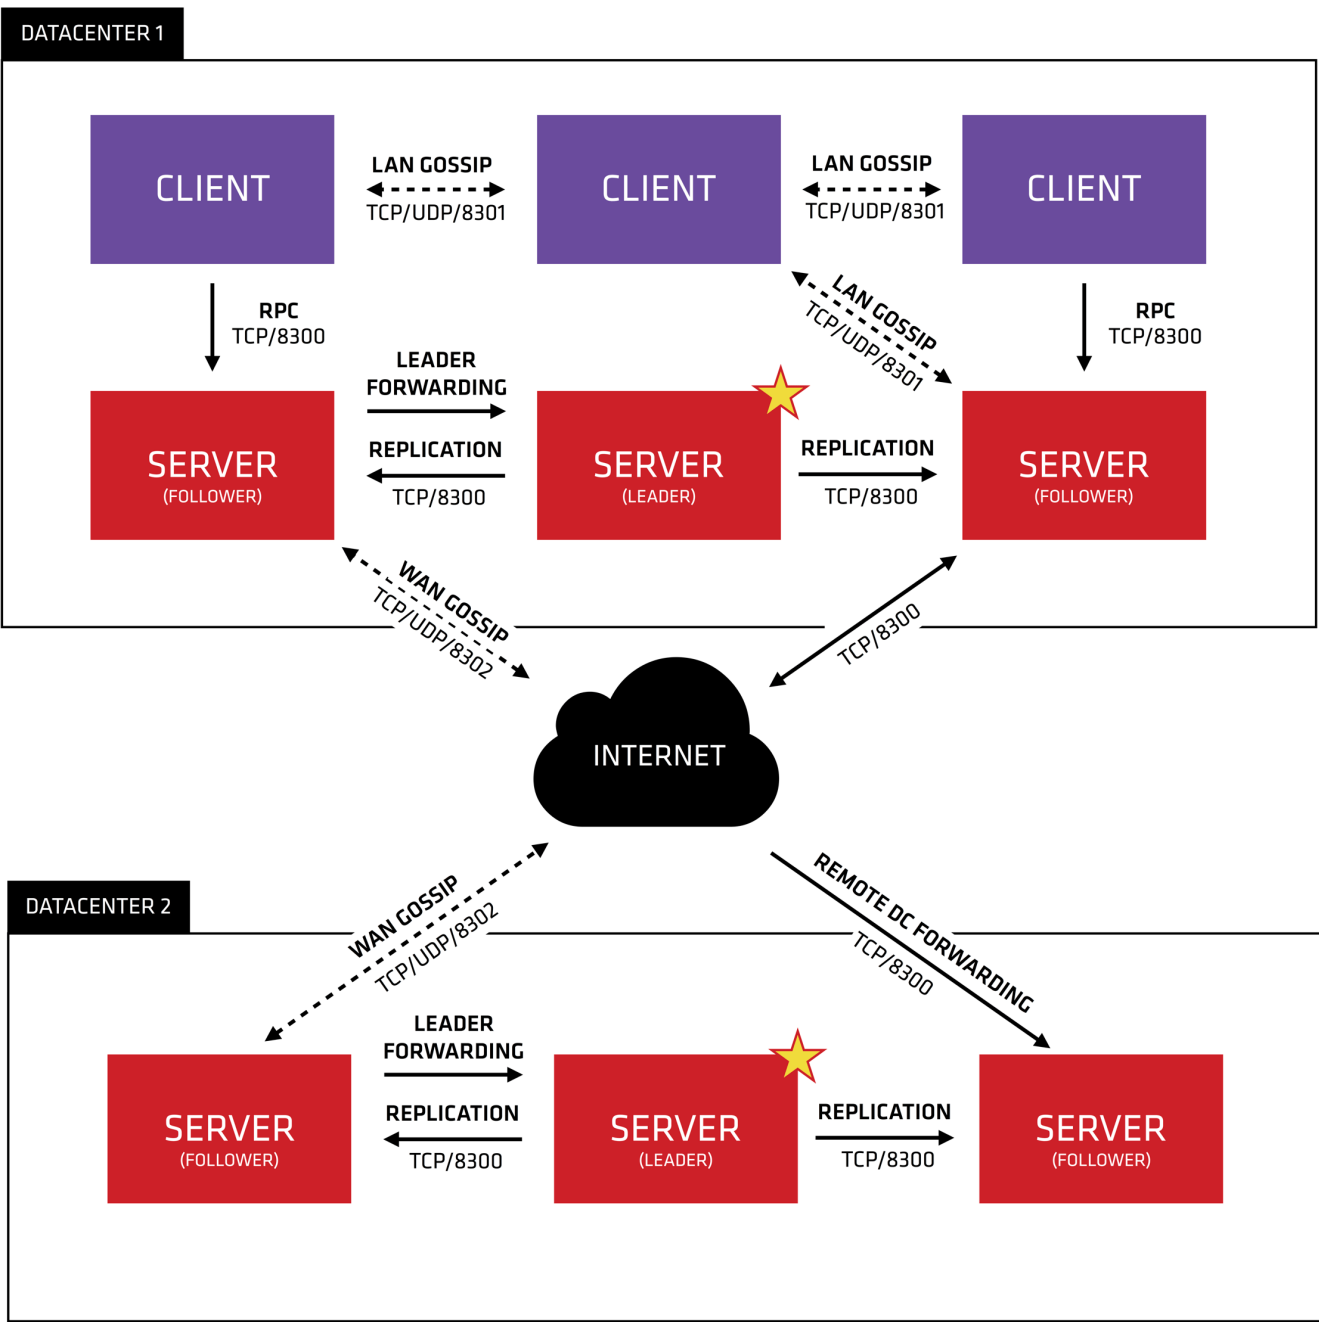 DATACENTER 1
CLIENT
LAN GOSSIP
TCP/UDP/8301
CLIENT
LAN GOSSIP
TCP/UDP/8301
CLIENT
RPC
TCP/8300
LAN GOSSIP
TCP/UDP/8301
RPC
TCP/8300
SERVER
(FOLLOWER)
LEADER
FORWARDING
REPLICATION
TCP/8300
SERVER
(LEADER)
REPLICATION
TCP/8300
SERVER
(FOLLOWER)
WAN GOSSIP
TCP/UDP/8302
TCP/8300
INTERNET
WAN GOSSIP
TCP/UDP/8302
REMOTE DC FORWARDING
TCP/8300
DATACENTER 2
SERVER
(FOLLOWER)
LEADER
FORWARDING
REPLICATION
TCP/8300
SERVER
(LEADER)
REPLICATION
TCP/8300
SERVER
(FOLLOWER)